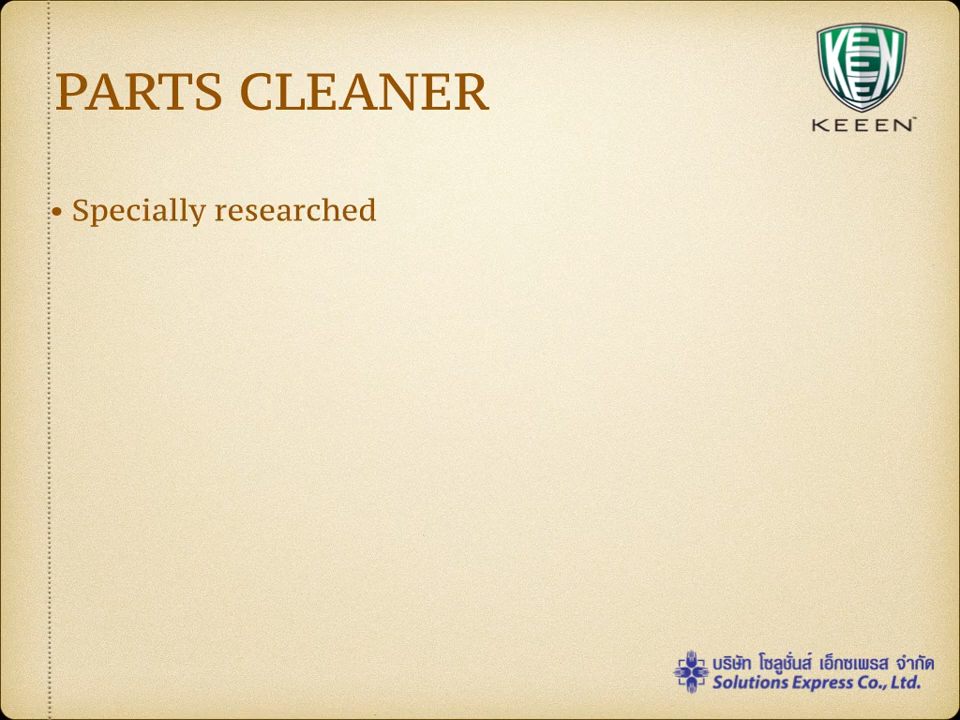 PARTS CLEANER
KEEEN
KEEEN™
• Specially researched
บริษัท โซลูชั่นส์ เอ็กซเพรส จำกัด
Solutions Express Co., Ltd.